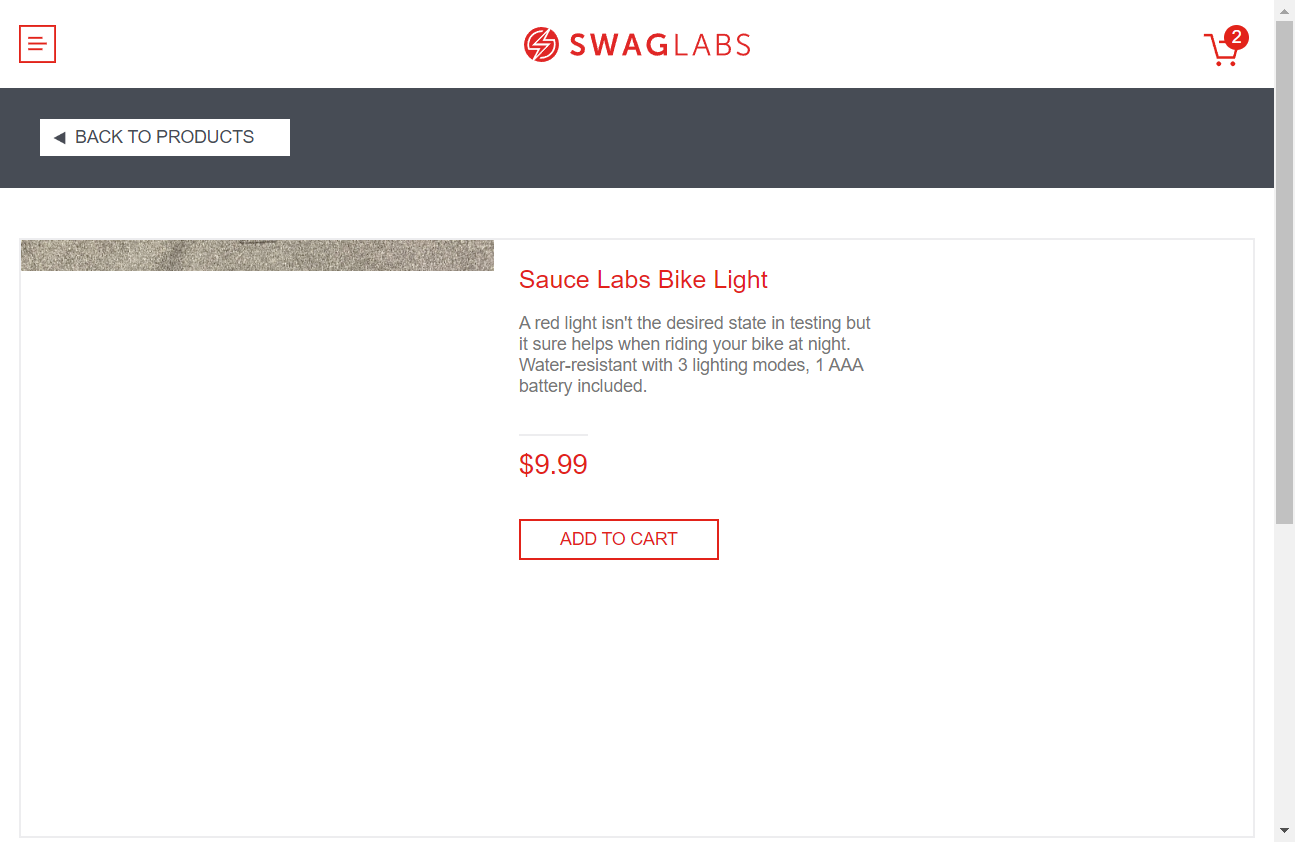 SWAGLABS
2
BACK TO PRODUCTS
Sauce Labs Bike Light
A red light isn't the desired state in testing but
it sure helps when riding your bike at night.
Water-resistant with 3 lighting modes, 1 AAA
battery included.
$9.99
ADD TO CART